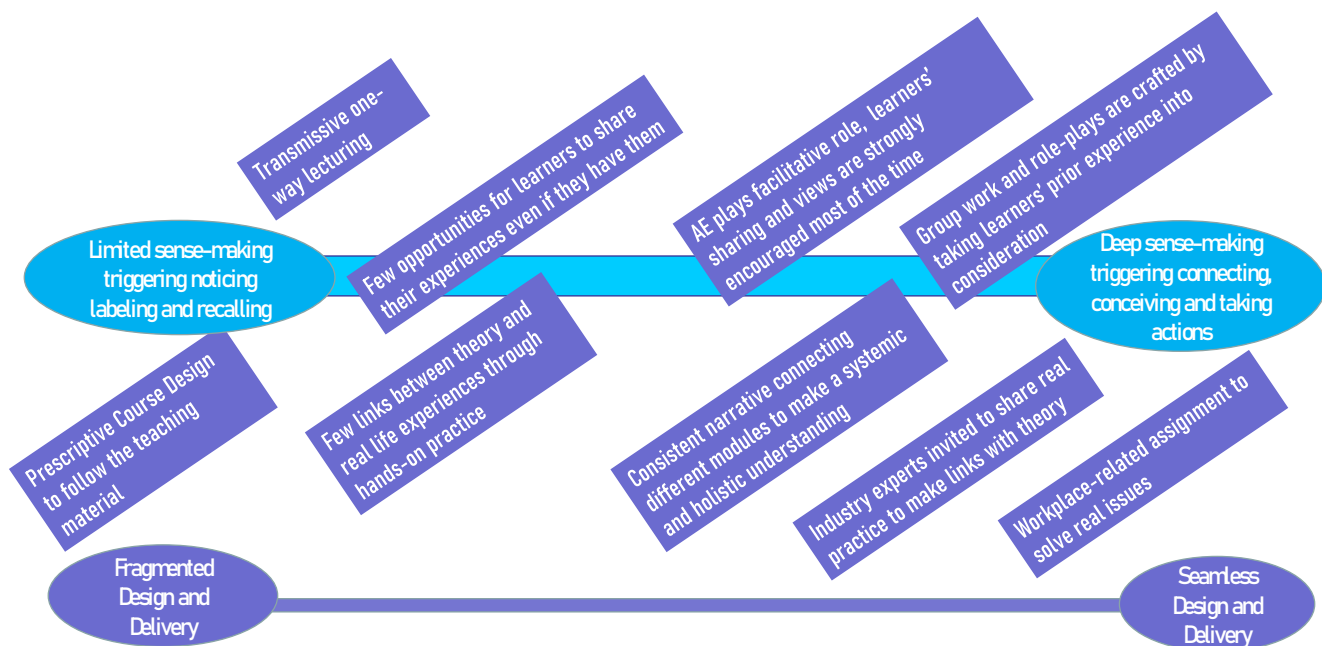 Transmissive one-
way lecturing
Few opportunities for learners to share
their experiences even if they have them
AE plays facilitative role, learners'
sharing and views are strongly
encouraged most of the time
Group work and role-plays are crafted by
taking learners' prior experience into
consideration
Limited sense-making
triggering noticing
labeling and recalling
Deep sense-making
triggering connecting,
conceiving and taking
actions
Prescriptive Course Design
to follow the teaching
material
Few links between theory and
real life experiences through
hands-on practice
Consistent narrative connecting
different modules to make a systemic
and holistic understanding
Industry experts invited to share real
practice to make links with theory
Workplace-related assignment to
solve real issues
Fragmented
Design and
Delivery
Seamless
Design and
Delivery